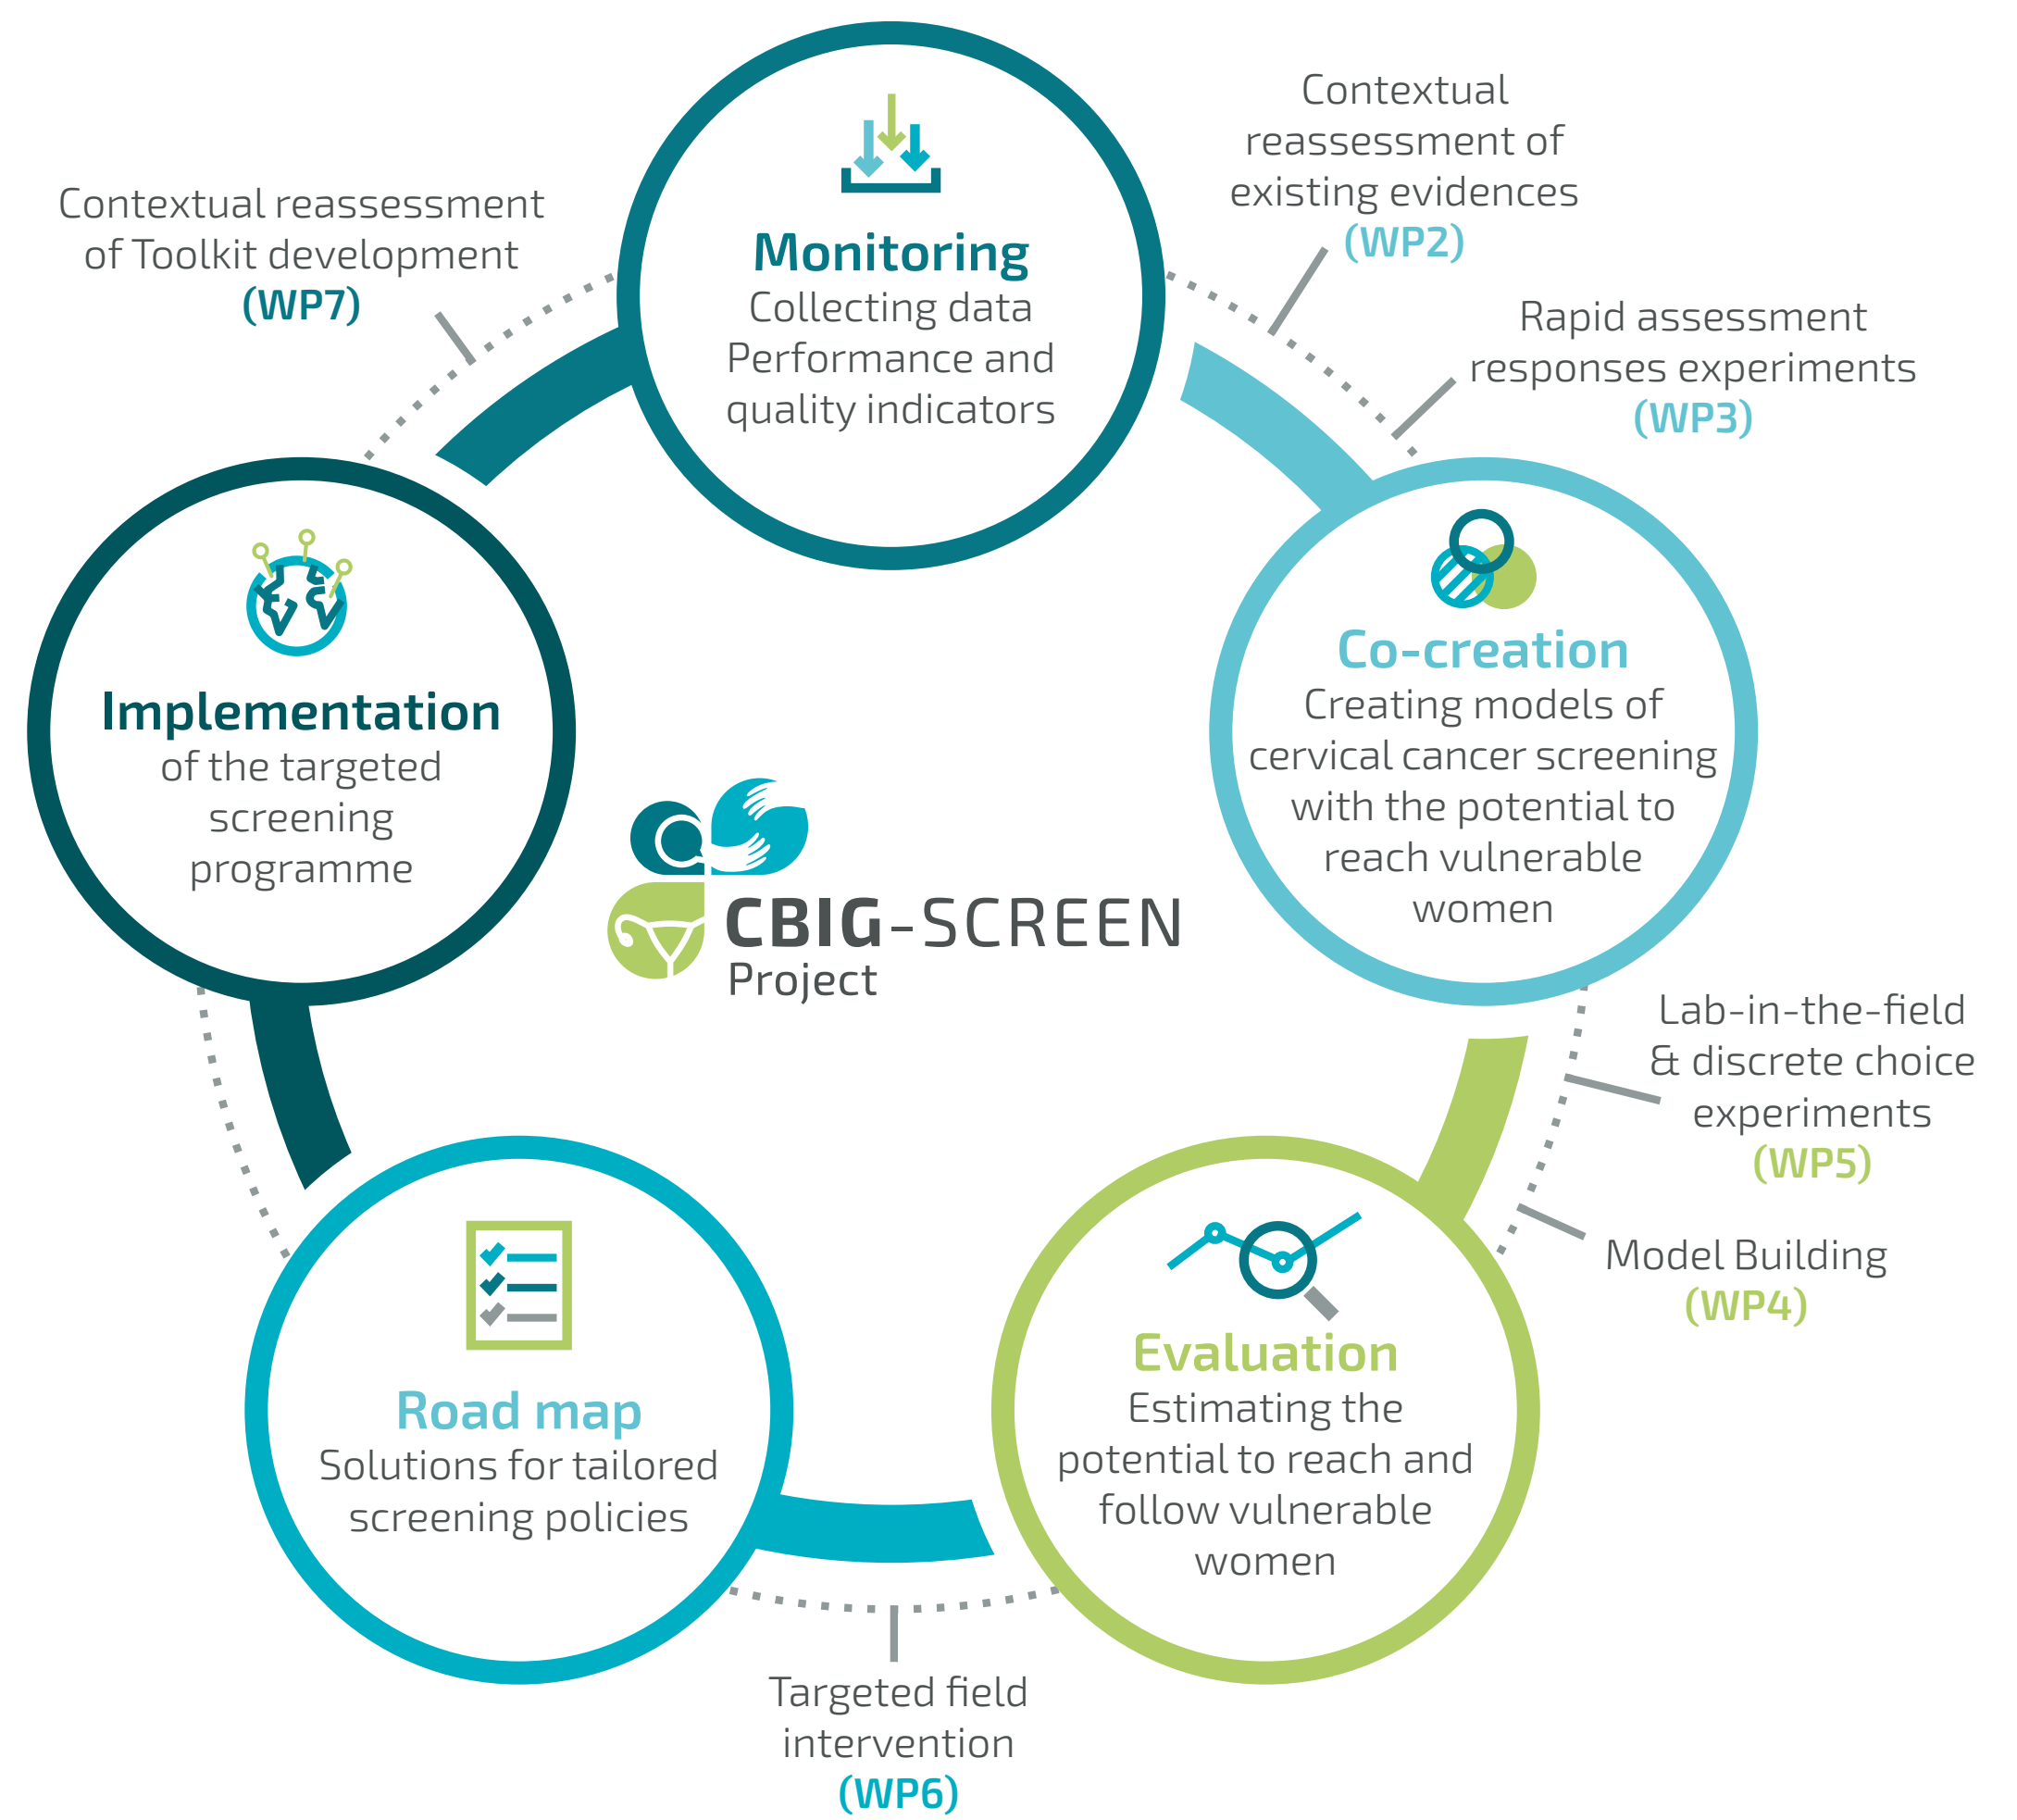 Monitoring
Collecting data
Performance and
quality indicators
Contextual
reassessment of
existing evidences
(WP2)
Rapid assessment
responses experiments
(WP3)
Co-creation
Creating models of
cervical cancer screening
with the potential to
reach vulnerable
women
Lab-in-the-field
& discrete choice
experiments
(WP5)
Model Building
(WP4)
Evaluation
Estimating the
potential to reach and
follow vulnerable
women
Targeted field
intervention
(WP6)
Road map
Solutions for tailored
screening policies
Implementation
of the targeted
screening
programme
Contextual reassessment
of Toolkit development
(WP7)
CBIG-SCREEN
Project